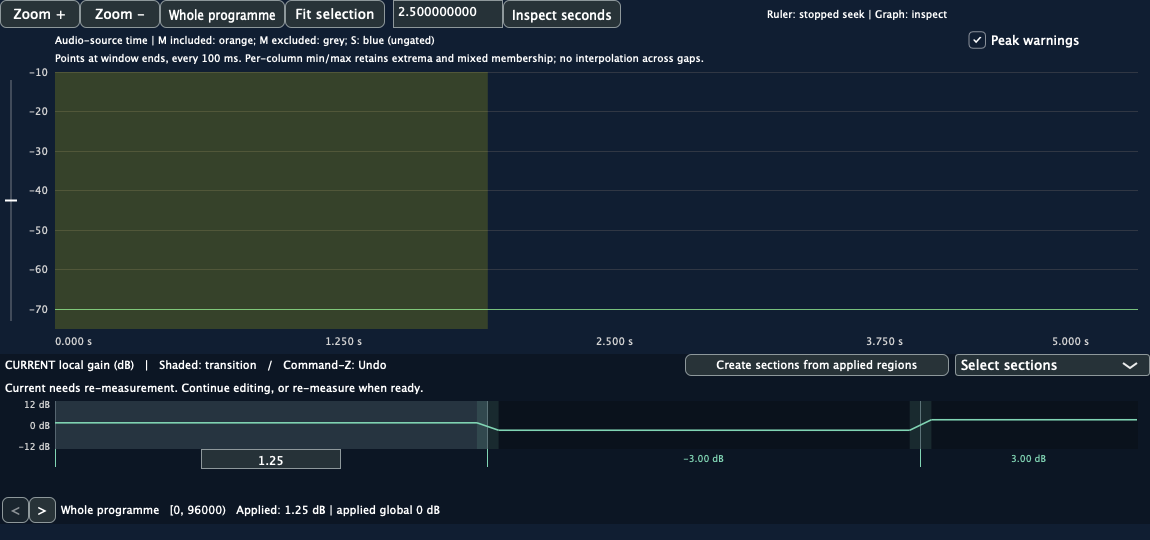 Zoom + Zoom − Whole programme Fit selection 2.500000000 Inspect seconds Ruler: stopped seek | Graph: inspect
Audio-source time | M included: orange; M excluded: grey; S: blue (ungated)
Peak warnings
Points at window ends, every 100 ms. Per-column min/max retains extrema and mixed membership; no interpolation across gaps.
−10
−20
−30
−40
−50
−60
−70
0.000 s 1.250 s 2.500 s 3.750 s 5.000 s
CURRENT local gain (dB) | Shaded: transition / Command-Z: Undo Create sections from applied regions Select sections
Current needs re-measurement. Continue editing, or re-measure when ready.
12 dB
0 dB
−12 dB
1.25 −3.00 dB 3.00 dB
< > Whole programme [0, 96000) Applied: 1.25 dB | applied global 0 dB